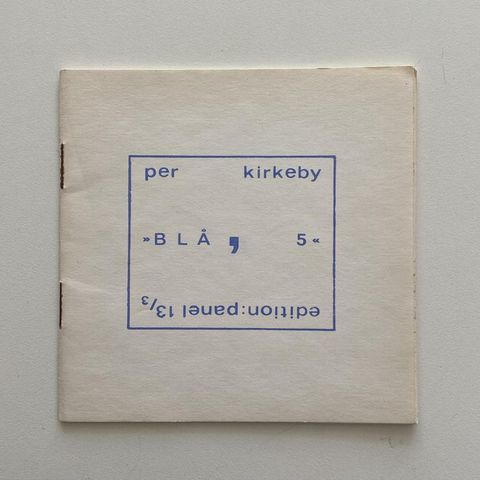 per kirkeby
»BLÅ, 5«
edition:panel 13/3